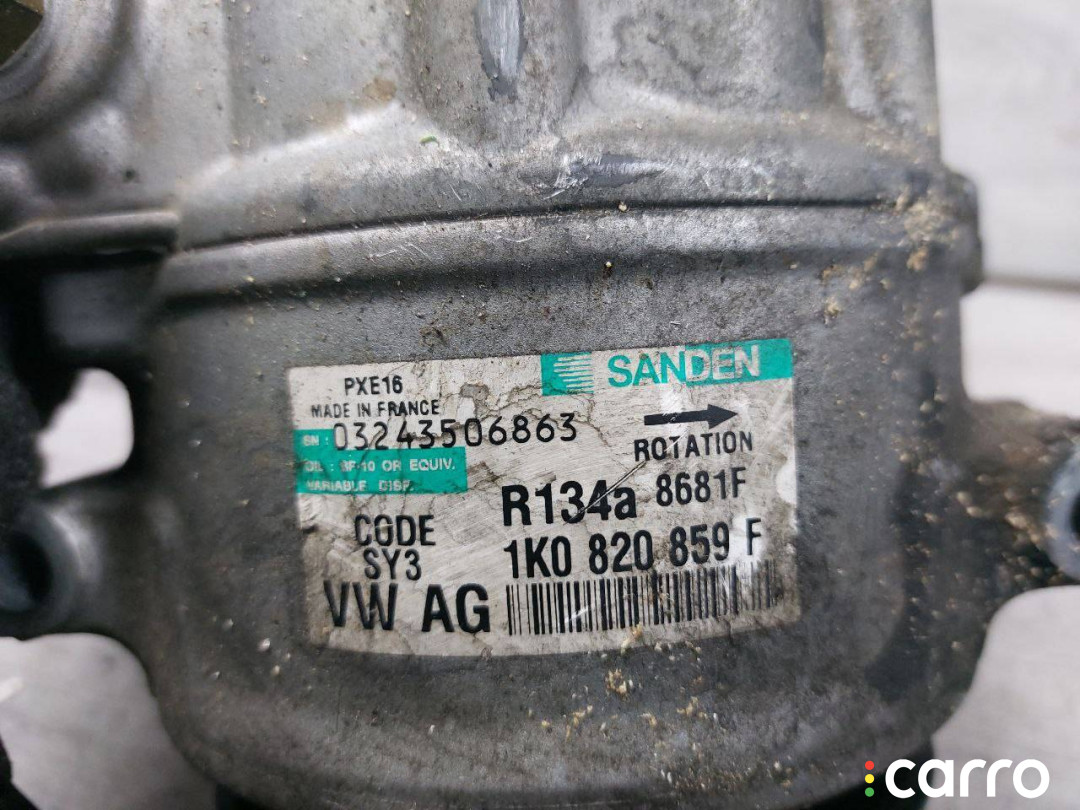 SANDEN
PXE16
MADE IN FRANCE
SN : 03243506863
OIL : SP-10 OR EQUIV.
VARIABLE DISP.
ROTATION
R134a 8681F
CODE
SY3
1K0 820 859 F
VW AG
carro